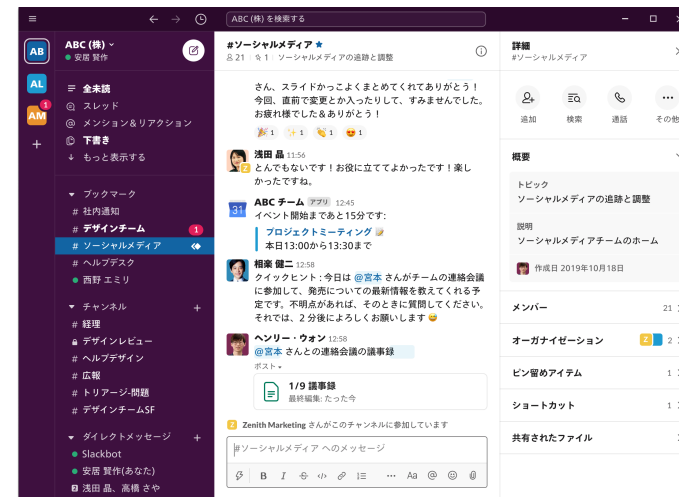 ABC (株) を検索する
AB
AL
AM
1
ABC (株)
安居 賢作
全未読
スレッド
メンション＆リアクション
下書き
もっと表示する
ブックマーク
# 社内通知
# デザインチーム 1
# ソーシャルメディア
# ヘルプデスク
西野 エミリ
チャンネル +
# 経理
デザインレビュー
# ヘルプデザイン
# 広報
# トリアージ-問題
# デザインチームSF
ダイレクトメッセージ +
Slackbot
安居 賢作(あなた)
2 浅田 晶、高橋 さや
#ソーシャルメディア
21 | 1 | ソーシャルメディアの追跡と調整
さん、スライドかっこよくまとめてくれてありがとう！
今回、直前で変更とか入ったりして、すみませんでした。
お疲れ様でした＆ありがとう！
1 1 1 1
浅田 晶 11:56
とんでもないです！お役に立ててよかったです！楽し
かったですね。
ABC チーム アプリ 12:45
31
イベント開始まであと15分です:
プロジェクトミーティング
本日13:00から13:30まで
相楽 健二 12:58
クイックヒント：今日は @宮本 さんがチームの連絡会議
に参加して、発売についての最新情報を教えてくれる予
定です。不明点があれば、そのときに質問してください。
それでは、2 分後によろしくお願いします
ヘンリー・ウォン 12:58
@宮本 さんとの連絡会議の議事録
ポスト
1/9 議事録
最終編集: たった今
Z Zenith Marketing さんがこのチャンネルに参加しています
#ソーシャルメディア へのメッセージ
B I Aa @
詳細
#ソーシャルメディア
追加 検索 通話 その他
概要
トピック
ソーシャルメディアの追跡と調整
説明
ソーシャルメディアチームのホーム
作成日 2019年10月18日
メンバー 21
オーガナイゼーション Z 2
ピン留めアイテム 1
ショートカット 1
共有されたファイル